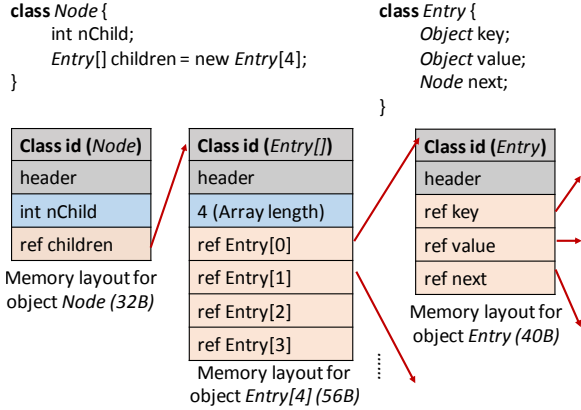 class Node {
int nChild;
Entry[] children = new Entry[4];
}
class Entry {
Object key;
Object value;
Node next;
}
Class id (Node)
header
int nChild
ref children
Memory layout for
object Node (32B)
Class id (Entry[])
header
4 (Array length)
ref Entry[0]
ref Entry[1]
ref Entry[2]
ref Entry[3]
Memory layout for
object Entry[4] (56B)
Class id (Entry)
header
ref key
ref value
ref next
Memory layout for
object Entry (40B)